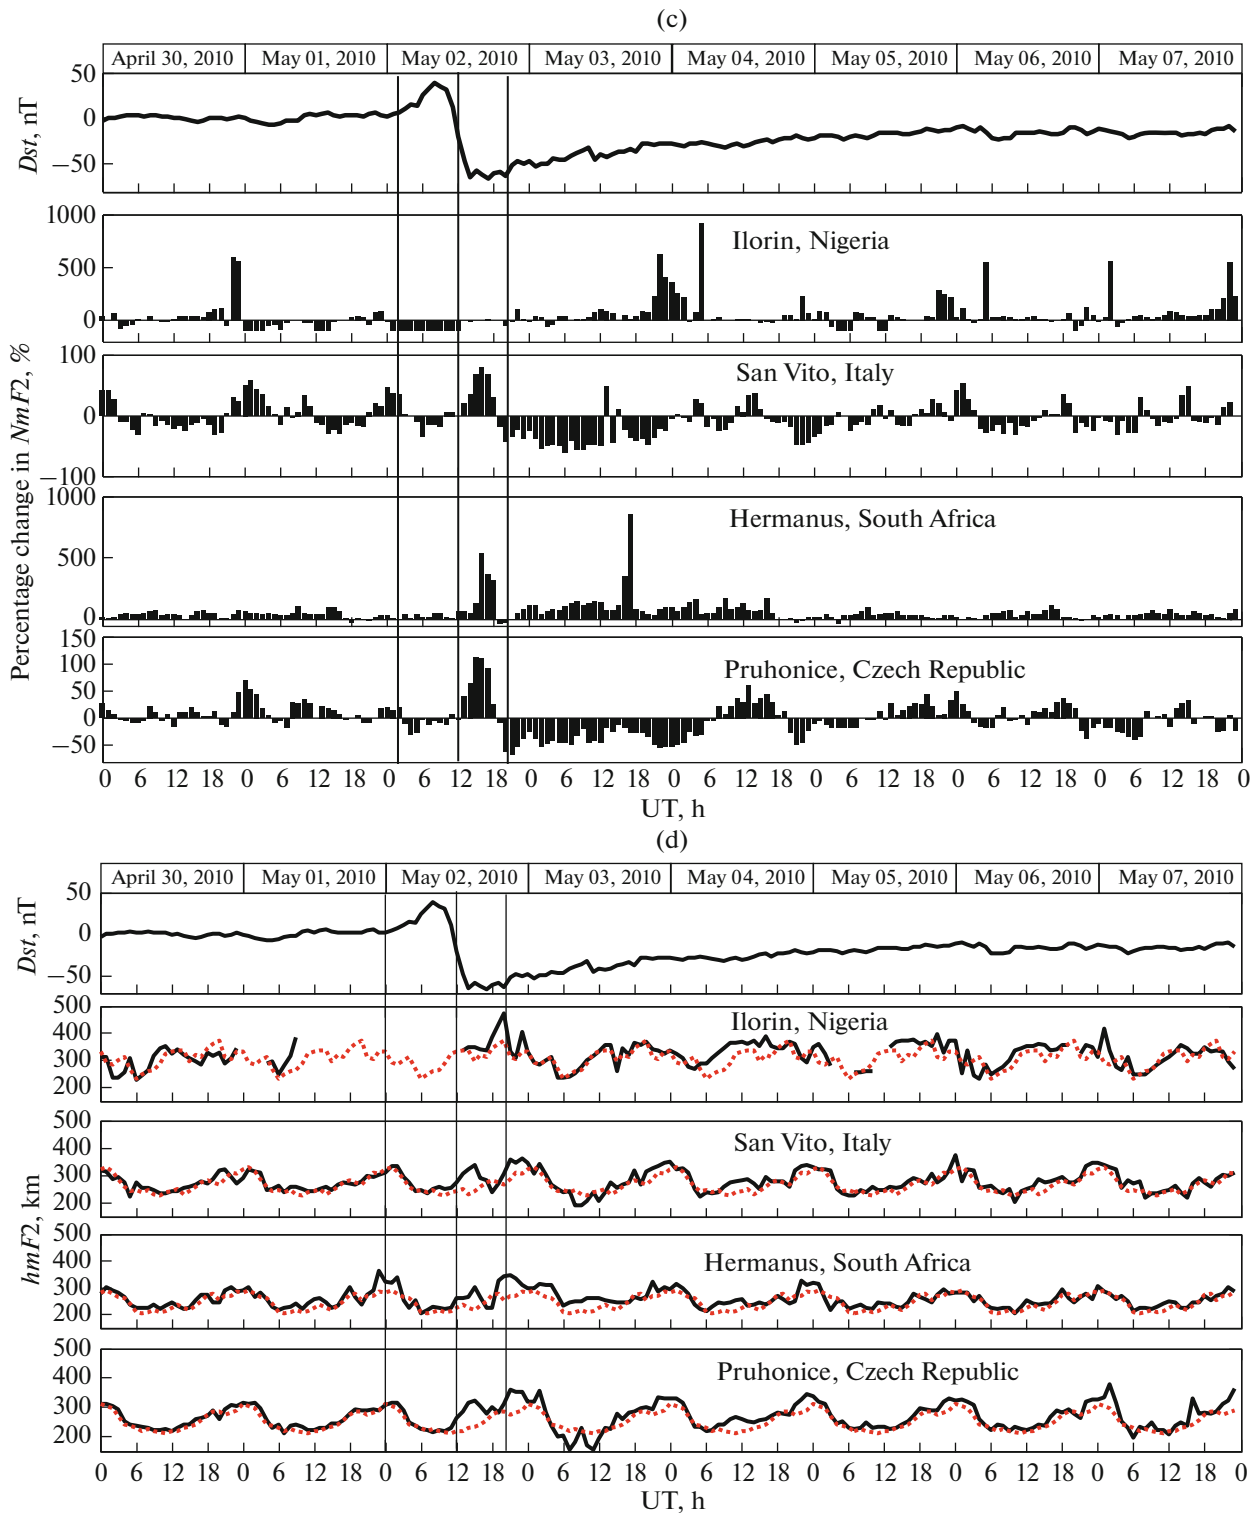 (c)
April 30, 2010 May 01, 2010 May 02, 2010 May 03, 2010 May 04, 2010 May 05, 2010 May 06, 2010 May 07, 2010
Dst, nT
50
0
−50
Percentage change in NmF2, %
1000
500
0
Ilorin, Nigeria
100
0
−100
San Vito, Italy
1000
500
0
Hermanus, South Africa
150
100
50
0
−50
Pruhonice, Czech Republic
0 6 12 18 0 6 12 18 0 6 12 18 0 6 12 18 0 6 12 18 0 6 12 18 0 6 12 18 0 6 12 18 0
UT, h
(d)
April 30, 2010 May 01, 2010 May 02, 2010 May 03, 2010 May 04, 2010 May 05, 2010 May 06, 2010 May 07, 2010
Dst, nT
50
0
−50
hmF2, km
500
400
300
200
Ilorin, Nigeria
500
400
300
200
San Vito, Italy
500
400
300
200
Hermanus, South Africa
500
400
300
200
Pruhonice, Czech Republic
0 6 12 18 0 6 12 18 0 6 12 18 0 6 12 18 0 6 12 18 0 6 12 18 0 6 12 18 0 6 12 18 0
UT, h